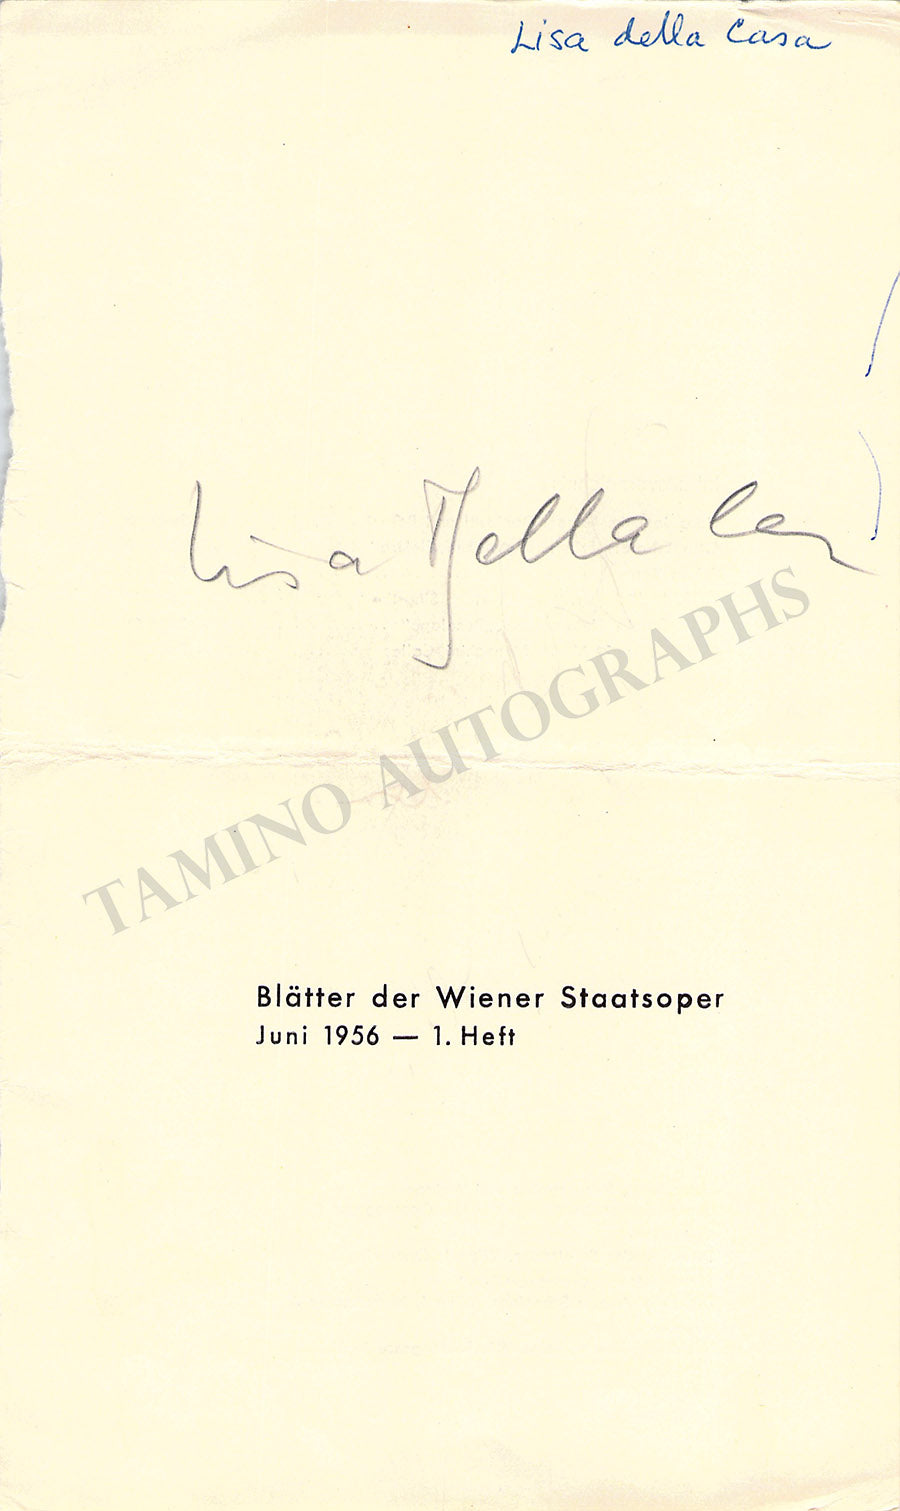 Lisa della Casa
Lisa Della Casa
TAMINO AUTOGRAPHS
Blätter der Wiener Staatsoper
Juni 1956 — 1. Heft